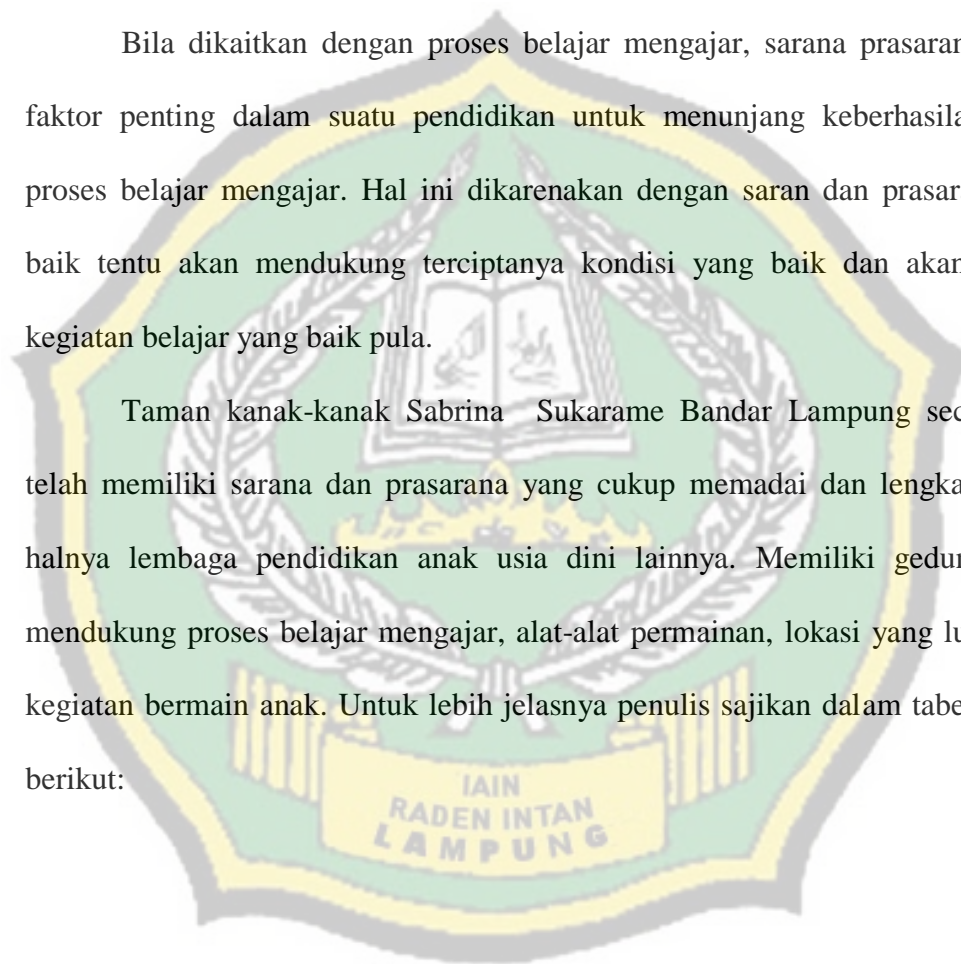 Bila dikaitkan dengan proses belajar mengajar, sarana prasaran
faktor penting dalam suatu pendidikan untuk menunjang keberhasila
proses belajar mengajar. Hal ini dikarenakan dengan saran dan prasar
baik tentu akan mendukung terciptanya kondisi yang baik dan akan
kegiatan belajar yang baik pula.
Taman kanak-kanak Sabrina Sukarame Bandar Lampung sec
telah memiliki sarana dan prasarana yang cukup memadai dan lengka
halnya lembaga pendidikan anak usia dini lainnya. Memiliki gedun
mendukung proses belajar mengajar, alat-alat permainan, lokasi yang lu
kegiatan bermain anak. Untuk lebih jelasnya penulis sajikan dalam tabe
berikut:
IAIN
RADEN INTAN
LAMPUNG